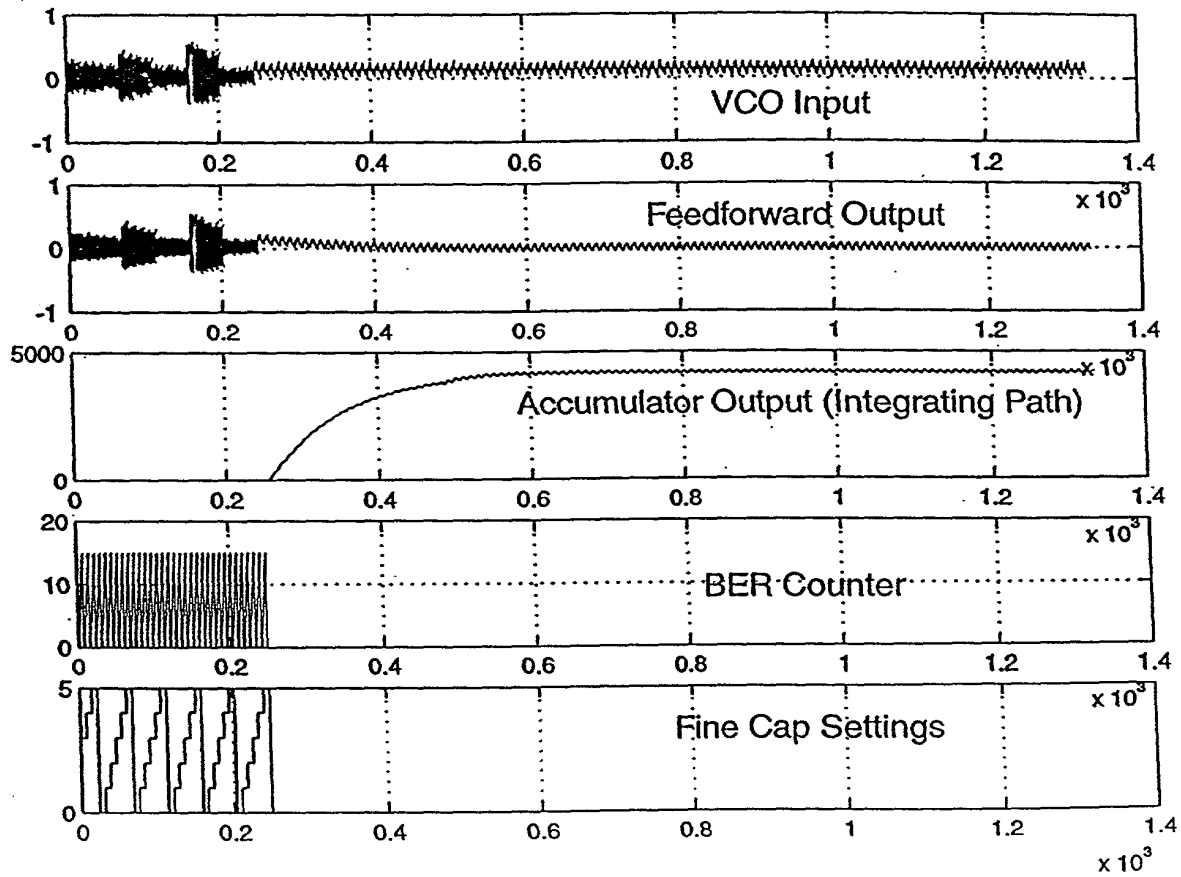 1
0
-1
VCO Input
0 0.2 0.4 0.6 0.8 1 1.2 1.4
x 10³
1
0
-1
Feedforward Output
0 0.2 0.4 0.6 0.8 1 1.2 1.4
x 10³
5000
0
Accumulator Output (Integrating Path)
0 0.2 0.4 0.6 0.8 1 1.2 1.4
x 10³
20
10
0
BER Counter
0 0.2 0.4 0.6 0.8 1 1.2 1.4
x 10³
5
0
Fine Cap Settings
0 0.2 0.4 0.6 0.8 1 1.2 1.4
x 10³